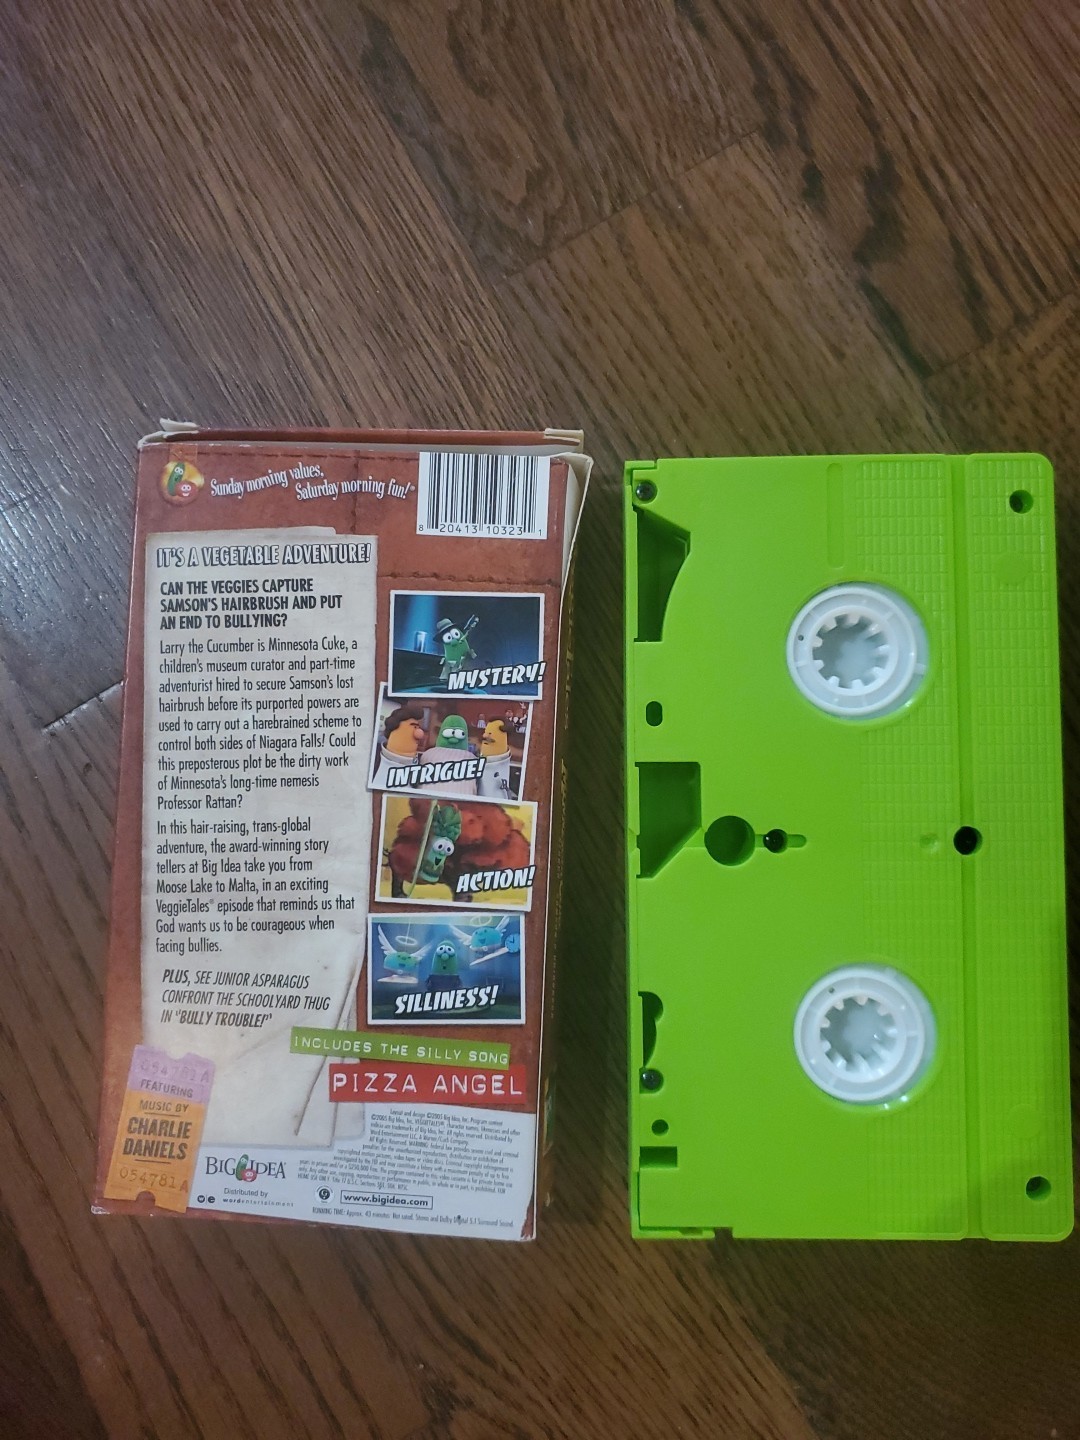 Sunday morning values,
Saturday morning fun!
8 20413 10323 1
IT'S A VEGETABLE ADVENTURE!
CAN THE VEGGIES CAPTURE
SAMSON'S HAIRBRUSH AND PUT
AN END TO BULLYING?
Larry the Cucumber is Minnesota Cuke, a
children's museum curator and part-time
adventurist hired to secure Samson's lost
hairbrush before its purported powers are
used to carry out a harebrained scheme to
control both sides of Niagara Falls! Could
this preposterous plot be the dirty work
of Minnesota's long-time nemesis
Professor Rattan?
In this hair-raising, trans-global
adventure, the award-winning story
tellers at Big Idea take you from
Moose Lake to Malta, in an exciting
VeggieTales® episode that reminds us that
God wants us to be courageous when
facing bullies.
PLUS, SEE JUNIOR ASPARAGUS
CONFRONT THE SCHOOLYARD THUG
IN "BULLY TROUBLE!"
MYSTERY!
INTRIGUE!
ACTION!
SILLINESS!
INCLUDES THE SILLY SONG
PIZZA ANGEL
054781A
FEATURING
MUSIC BY
CHARLIE
DANIELS
054781A
BIG IDEA
Distributed by
wordentertainment
www.bigidea.com